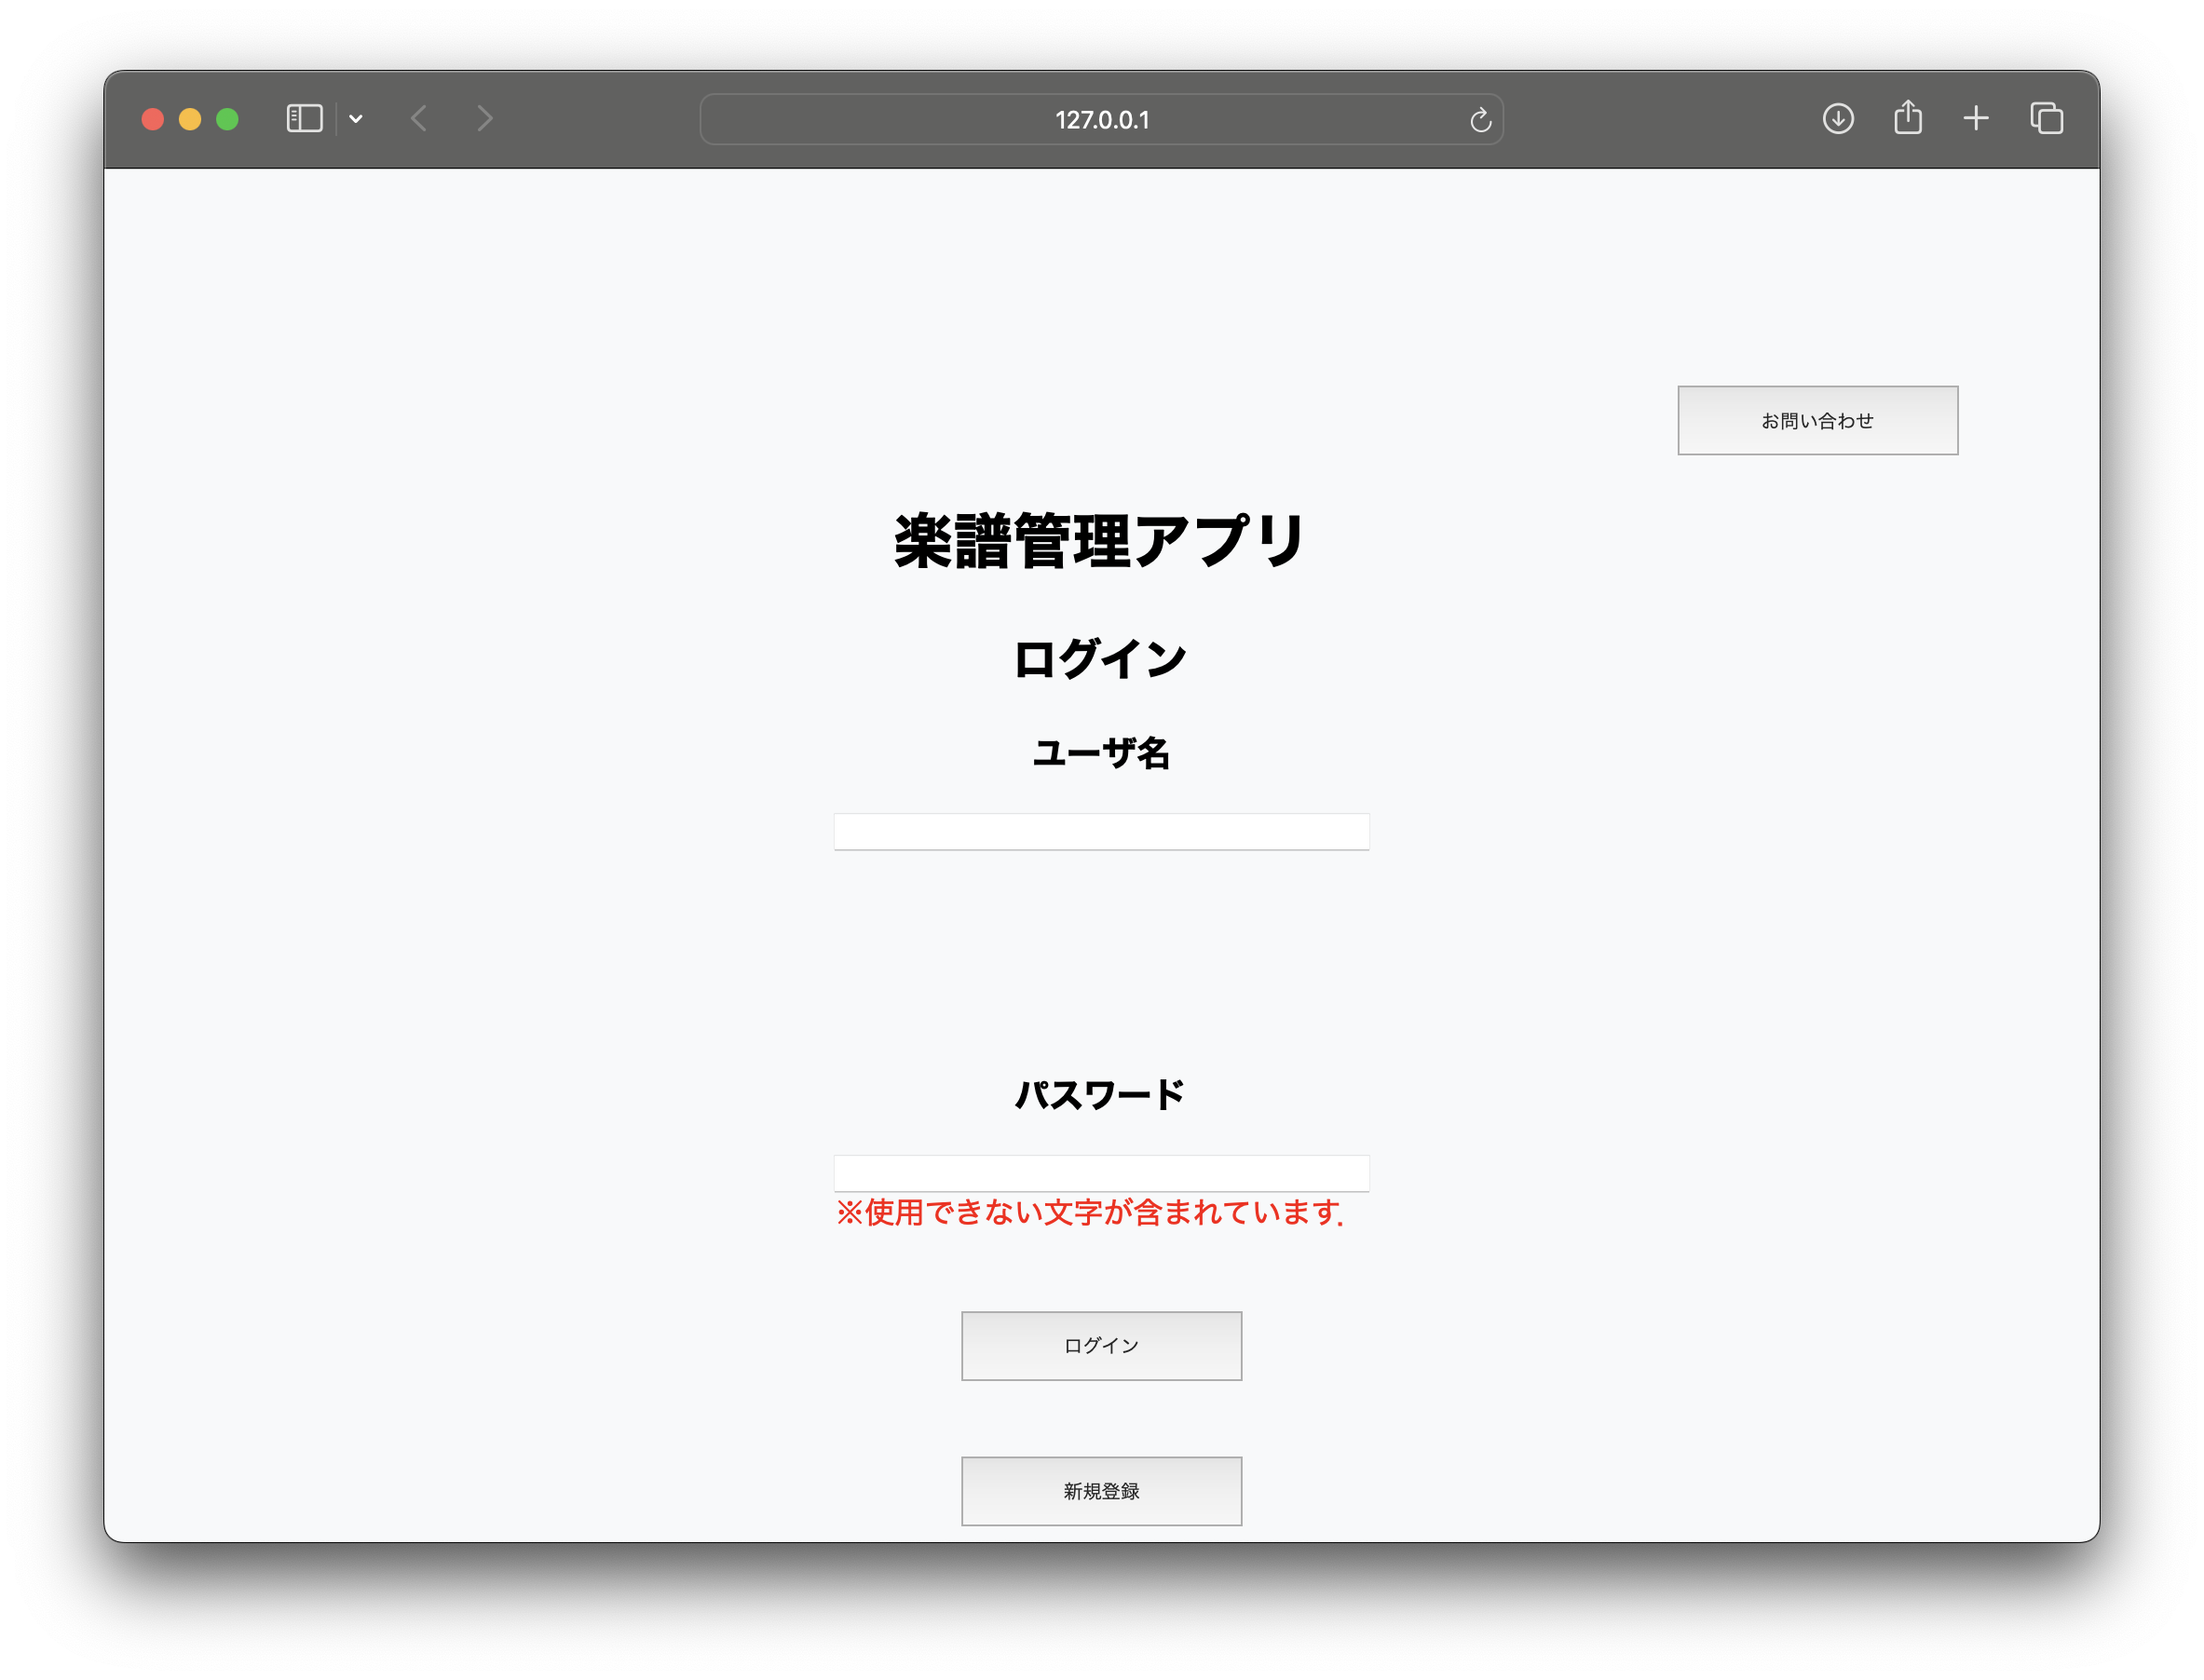 127.0.0.1
お問い合わせ
楽譜管理アプリ
ログイン
ユーザ名
パスワード
※使用できない文字が含まれています.
ログイン
新規登録